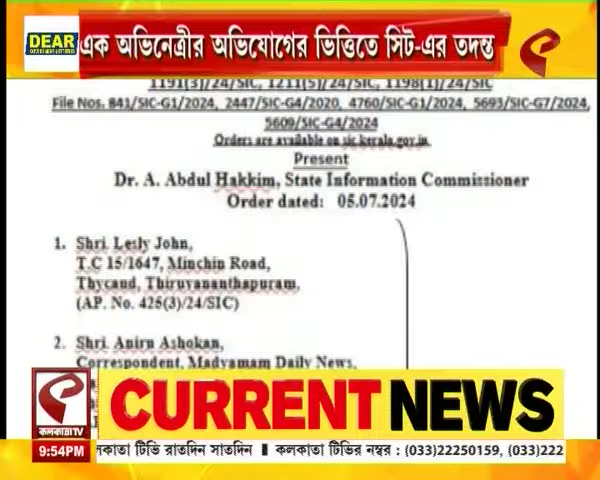 DEAR
GOVERNMENT LOTTERIES
এক অভিনেত্রীর অভিযোগের ভিত্তিতে সিট-এর তদন্ত
1191(3)/24/SIC, 1211(5)/24/SIC, 1198(1)/24/SIC
File Nos. 841/SIC-G1/2024, 2447/SIC-G4/2020, 4760/SIC-G1/2024, 5693/SIC-G7/2024,
5609/SIC-G4/2024
Orders are available on sic.kerala.gov.in
Present
Dr. A. Abdul Hakkim, State Information Commissioner
Order dated: 05.07.2024
1. Shri. Lesly John,
T.C 15/1647, Minchin Road,
Thycaud, Thiruvananthapuram,
(AP. No. 425(3)/24/SIC)
2. Shri. Aniru Ashokan,
Correspondent, Madyamam Daily News,
CURRENT NEWS
কলকাতা TV
9:54PM
লকাতা টিভি রাতদিন সাতদিন ▮ কলকাতা টিভির নম্বর : (033)22250159, (033)222